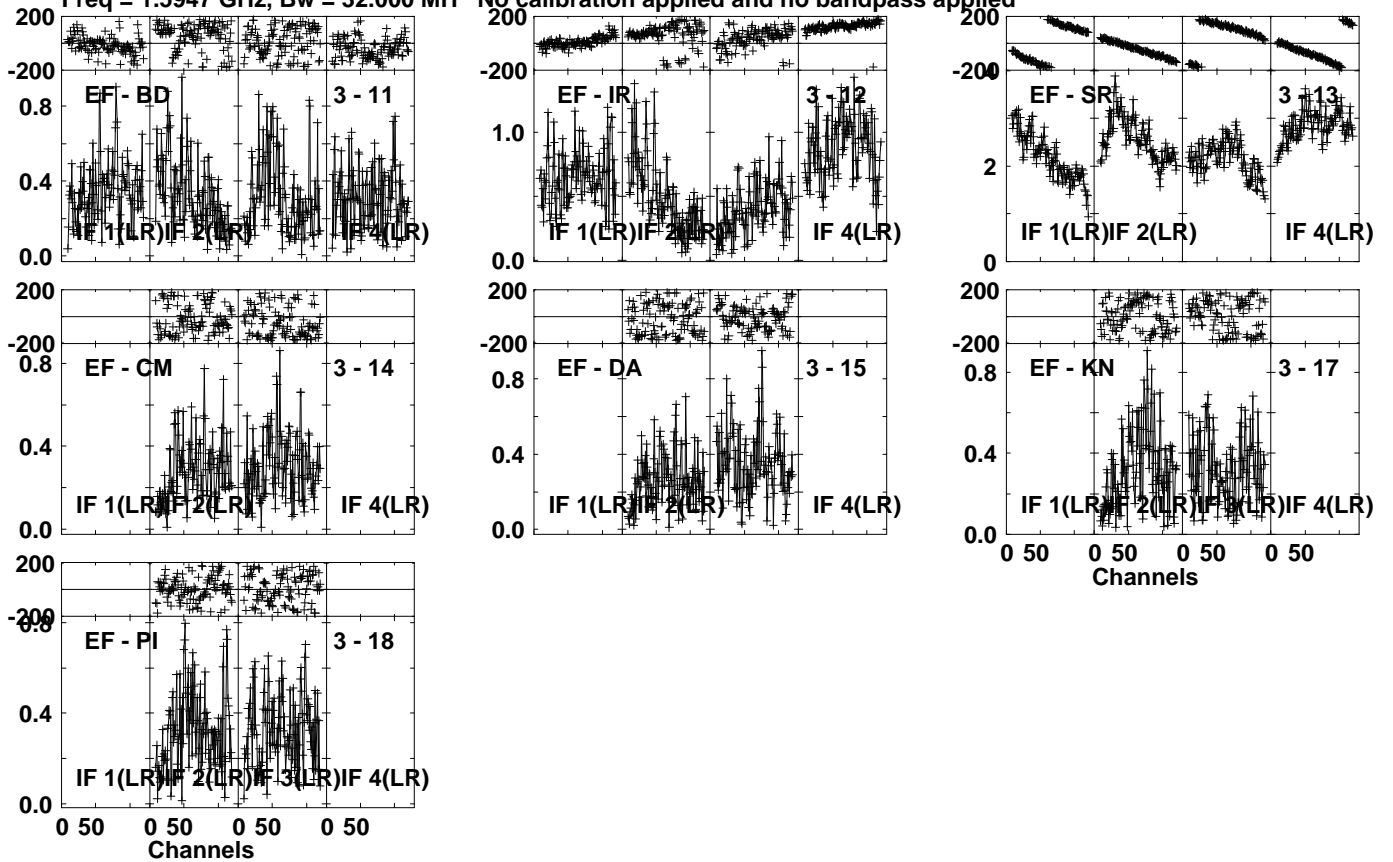 Freq = 1.5947 GHz, Bw = 32.000 MH No calibration applied and no bandpass applied
200
-200
EF - BD
3 - 11
0.8
0.4
0.0
IF 1(LR)
IF 2(LR)
IF 4(LR)
200
-200
EF - IR
3 - 12
1.0
0.0
IF 1(LR)
IF 2(LR)
IF 4(LR)
200
-200
4
EF - SR
3 - 13
2
0
IF 1(LR)
IF 2(LR)
IF 4(LR)
200
-200
EF - CM
3 - 14
0.8
0.4
0.0
IF 1(LR)
IF 2(LR)
IF 4(LR)
200
-200
EF - DA
3 - 15
0.8
0.4
0.0
IF 1(LR)
IF 2(LR)
IF 4(LR)
200
-200
EF - KN
3 - 17
0.8
0.4
0.0
IF 1(LR)
IF 2(LR)
IF 3(LR)
IF 4(LR)
0 50 0 50 0 50 0 50
Channels
200
-200
0.8
EF - PI
3 - 18
0.4
0.0
IF 1(LR)
IF 2(LR)
IF 3(LR)
IF 4(LR)
0 50 0 50 0 50 0 50
Channels